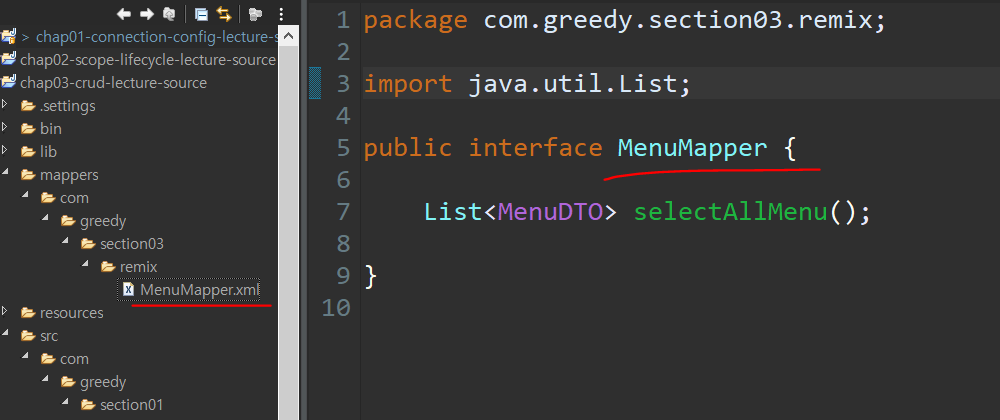 > chap01-connection-config-lecture-s
chap02-scope-lifecycle-lecture-source
chap03-crud-lecture-source
.settings
bin
lib
mappers
com
greedy
section03
remix
MenuMapper.xml
resources
src
com
greedy
section01
1 package com.greedy.section03.remix;
2
3 import java.util.List;
4
5 public interface MenuMapper {
6
7 List<MenuDTO> selectAllMenu();
8
9 }
10